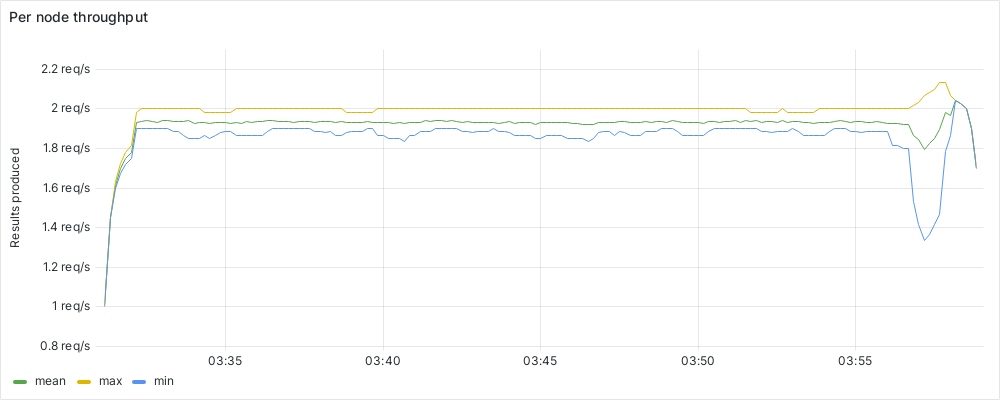 Per node throughput
Results produced
2.2 req/s
2 req/s
1.8 req/s
1.6 req/s
1.4 req/s
1.2 req/s
1 req/s
0.8 req/s
03:35 03:40 03:45 03:50 03:55
mean max min